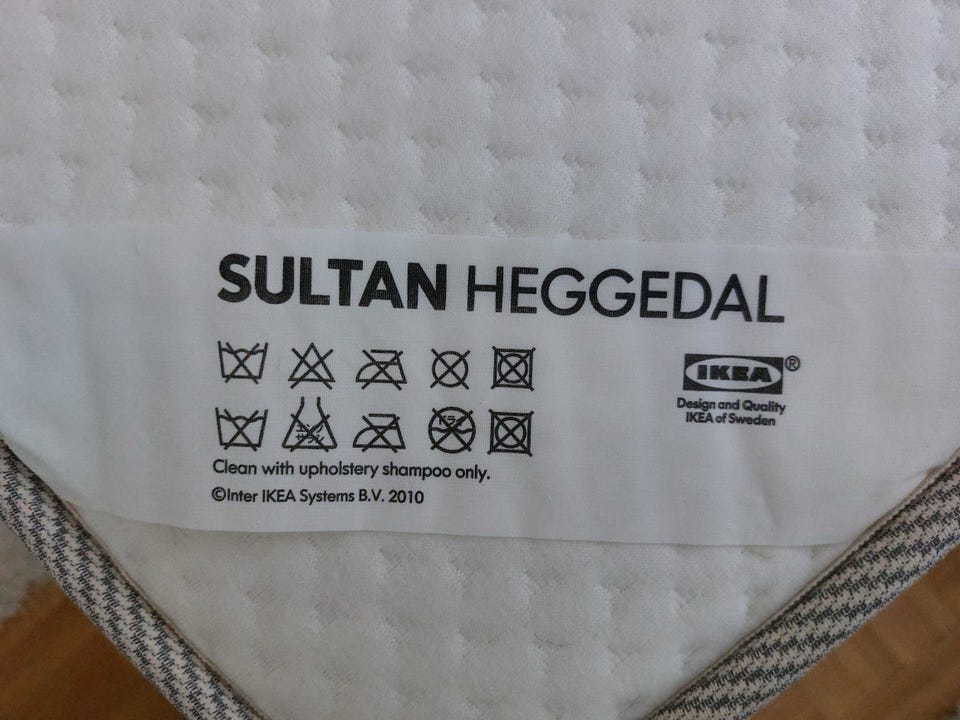 SULTAN HEGGEDAL
IKEA ®
Design and Quality
IKEA of Sweden
Clean with upholstery shampoo only.
©Inter IKEA Systems B.V. 2010